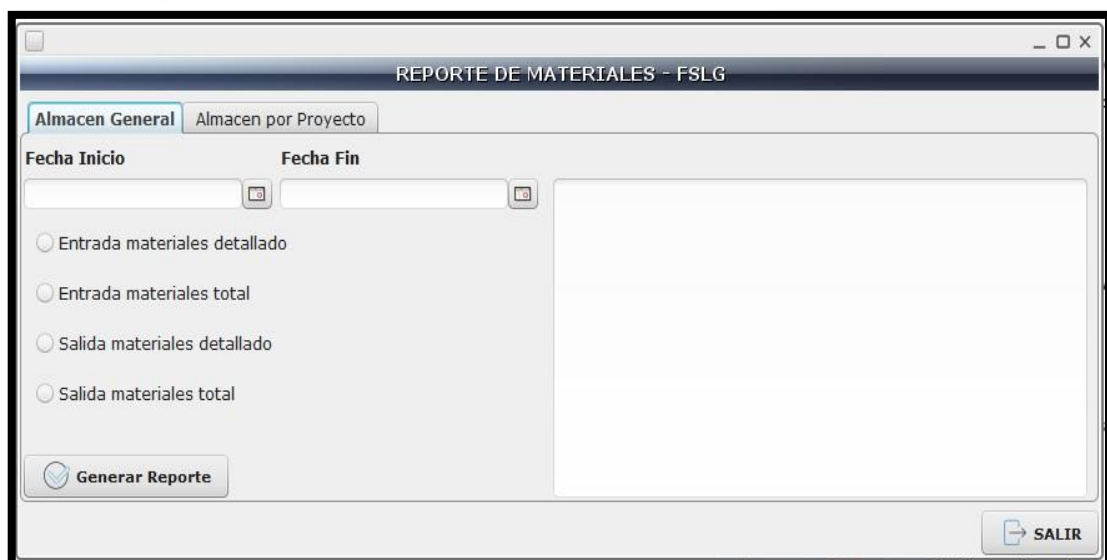 REPORTE DE MATERIALES - FSLG
Almacen General Almacen por Proyecto
Fecha Inicio Fecha Fin
Entrada materiales detallado
Entrada materiales total
Salida materiales detallado
Salida materiales total
Generar Reporte
SALIR